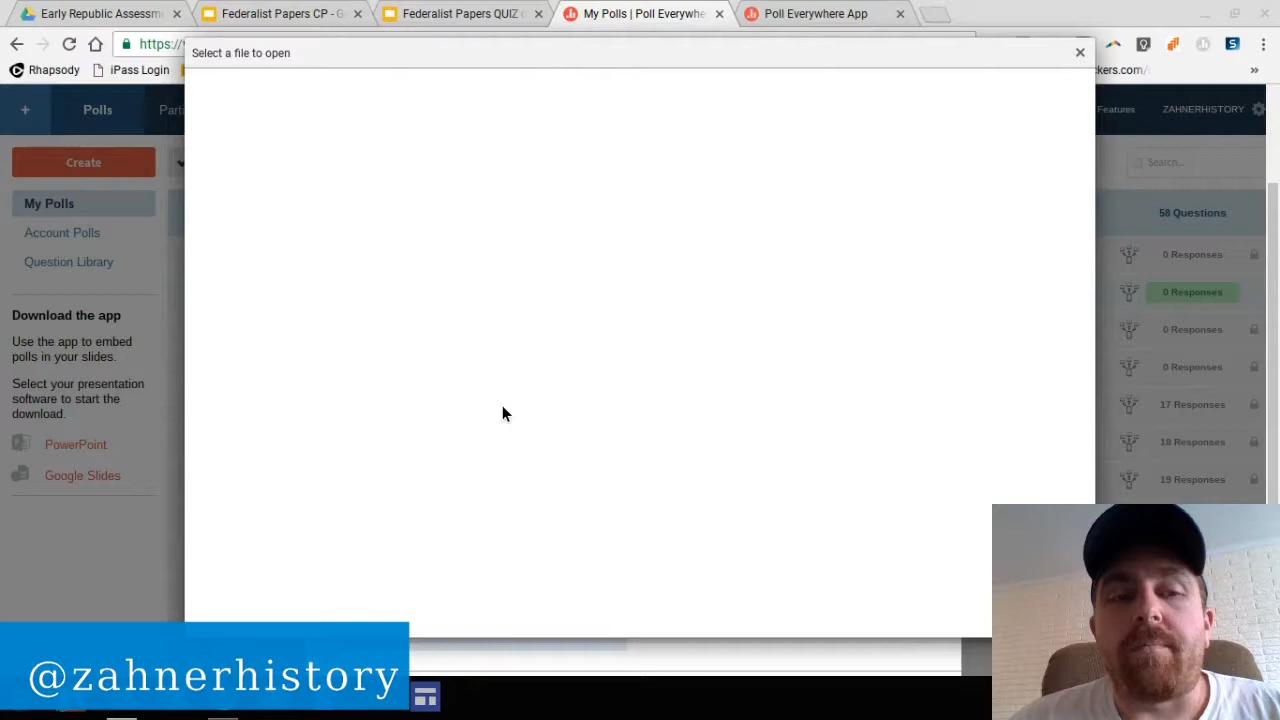 Early Republic Assessm
Federalist Papers CP - G
Federalist Papers QUIZ
My Polls | Poll Everywhe
Poll Everywhere App
https://
Select a file to open
Rhapsody
iPass Login
kers.com/
+
Polls
Parti
Features
ZAHNERHISTORY
Create
Search...
My Polls
58 Questions
Account Polls
0 Responses
Question Library
0 Responses
Download the app
0 Responses
Use the app to embed
polls in your slides.
0 Responses
Select your presentation
software to start the
download.
17 Responses
PowerPoint
18 Responses
Google Slides
19 Responses
@zahnerhistory